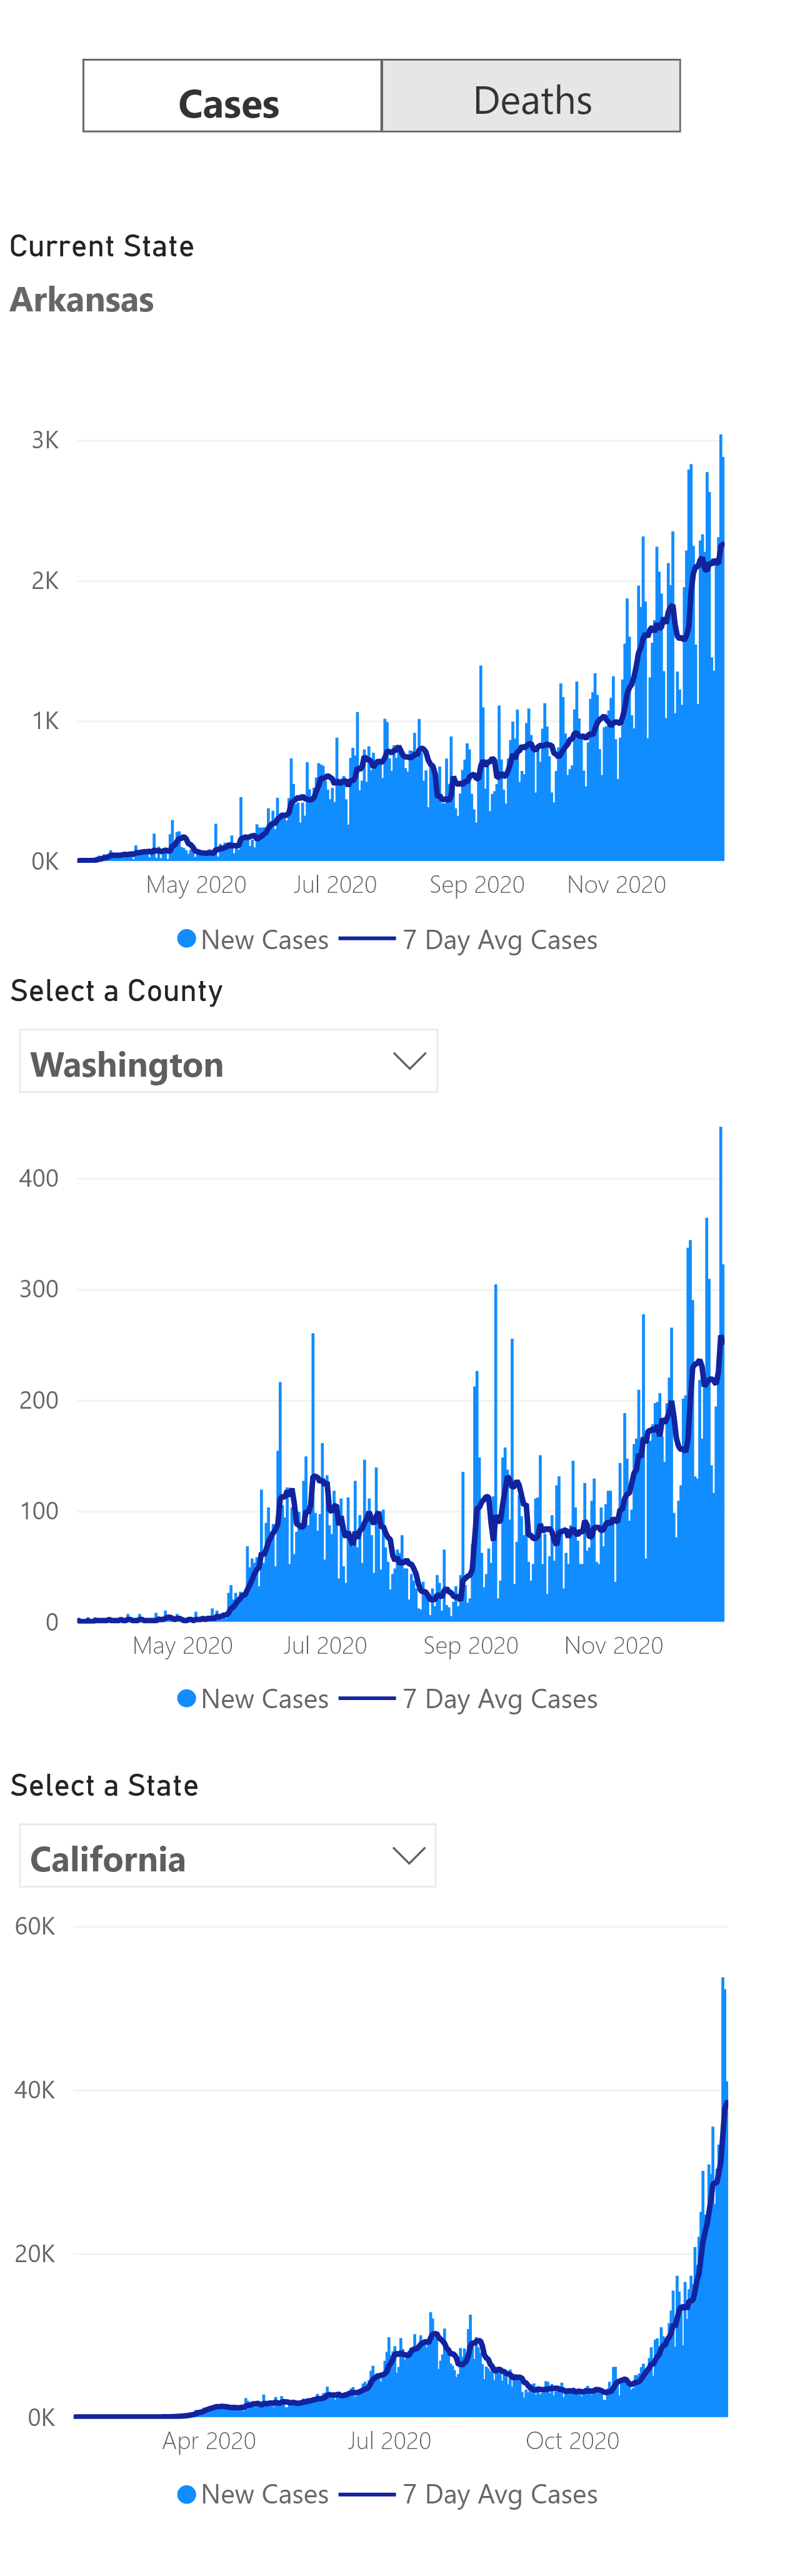 Cases Deaths
Current State
Arkansas
3K
2K
1K
0K
May 2020 Jul 2020 Sep 2020 Nov 2020
New Cases 7 Day Avg Cases
Select a County
Washington
400
300
200
100
0
May 2020 Jul 2020 Sep 2020 Nov 2020
New Cases 7 Day Avg Cases
Select a State
California
60K
40K
20K
0K
Apr 2020 Jul 2020 Oct 2020
New Cases 7 Day Avg Cases